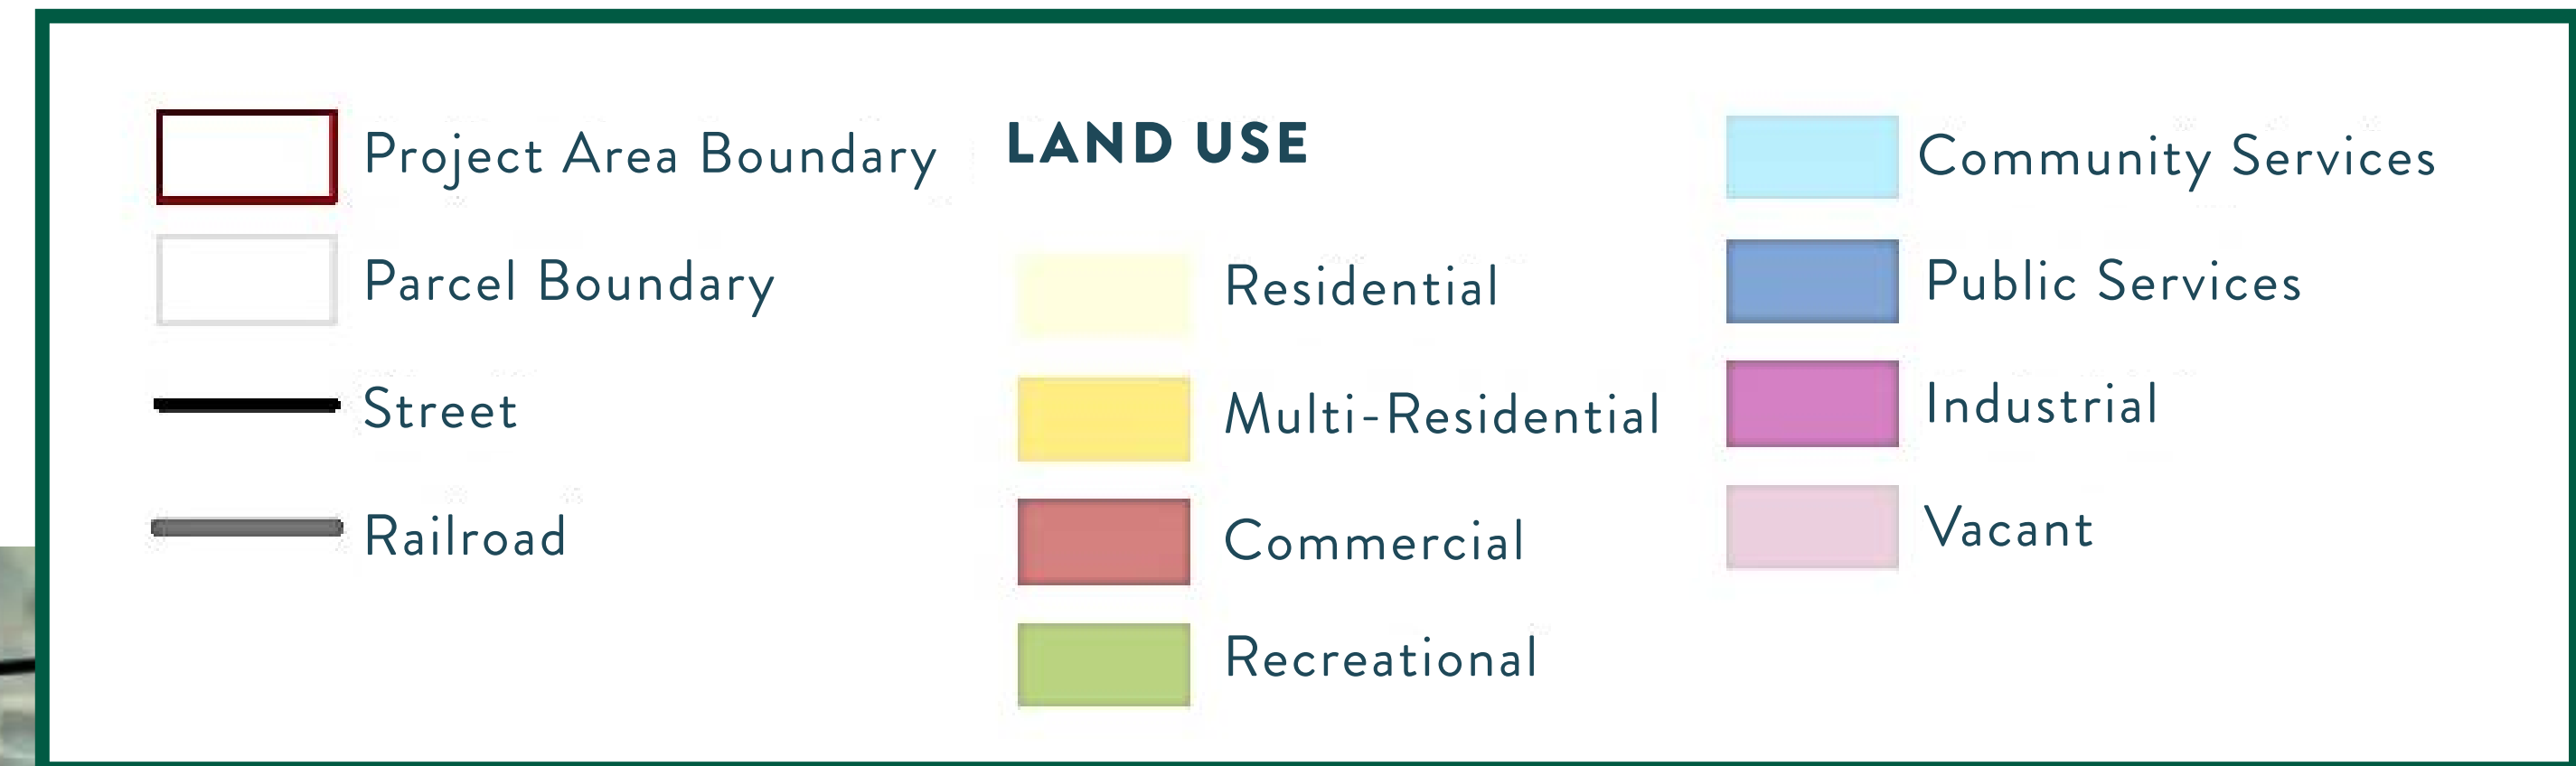 Project Area Boundary
Parcel Boundary
Street
Railroad
LAND USE
Residential
Multi-Residential
Commercial
Recreational
Community Services
Public Services
Industrial
Vacant